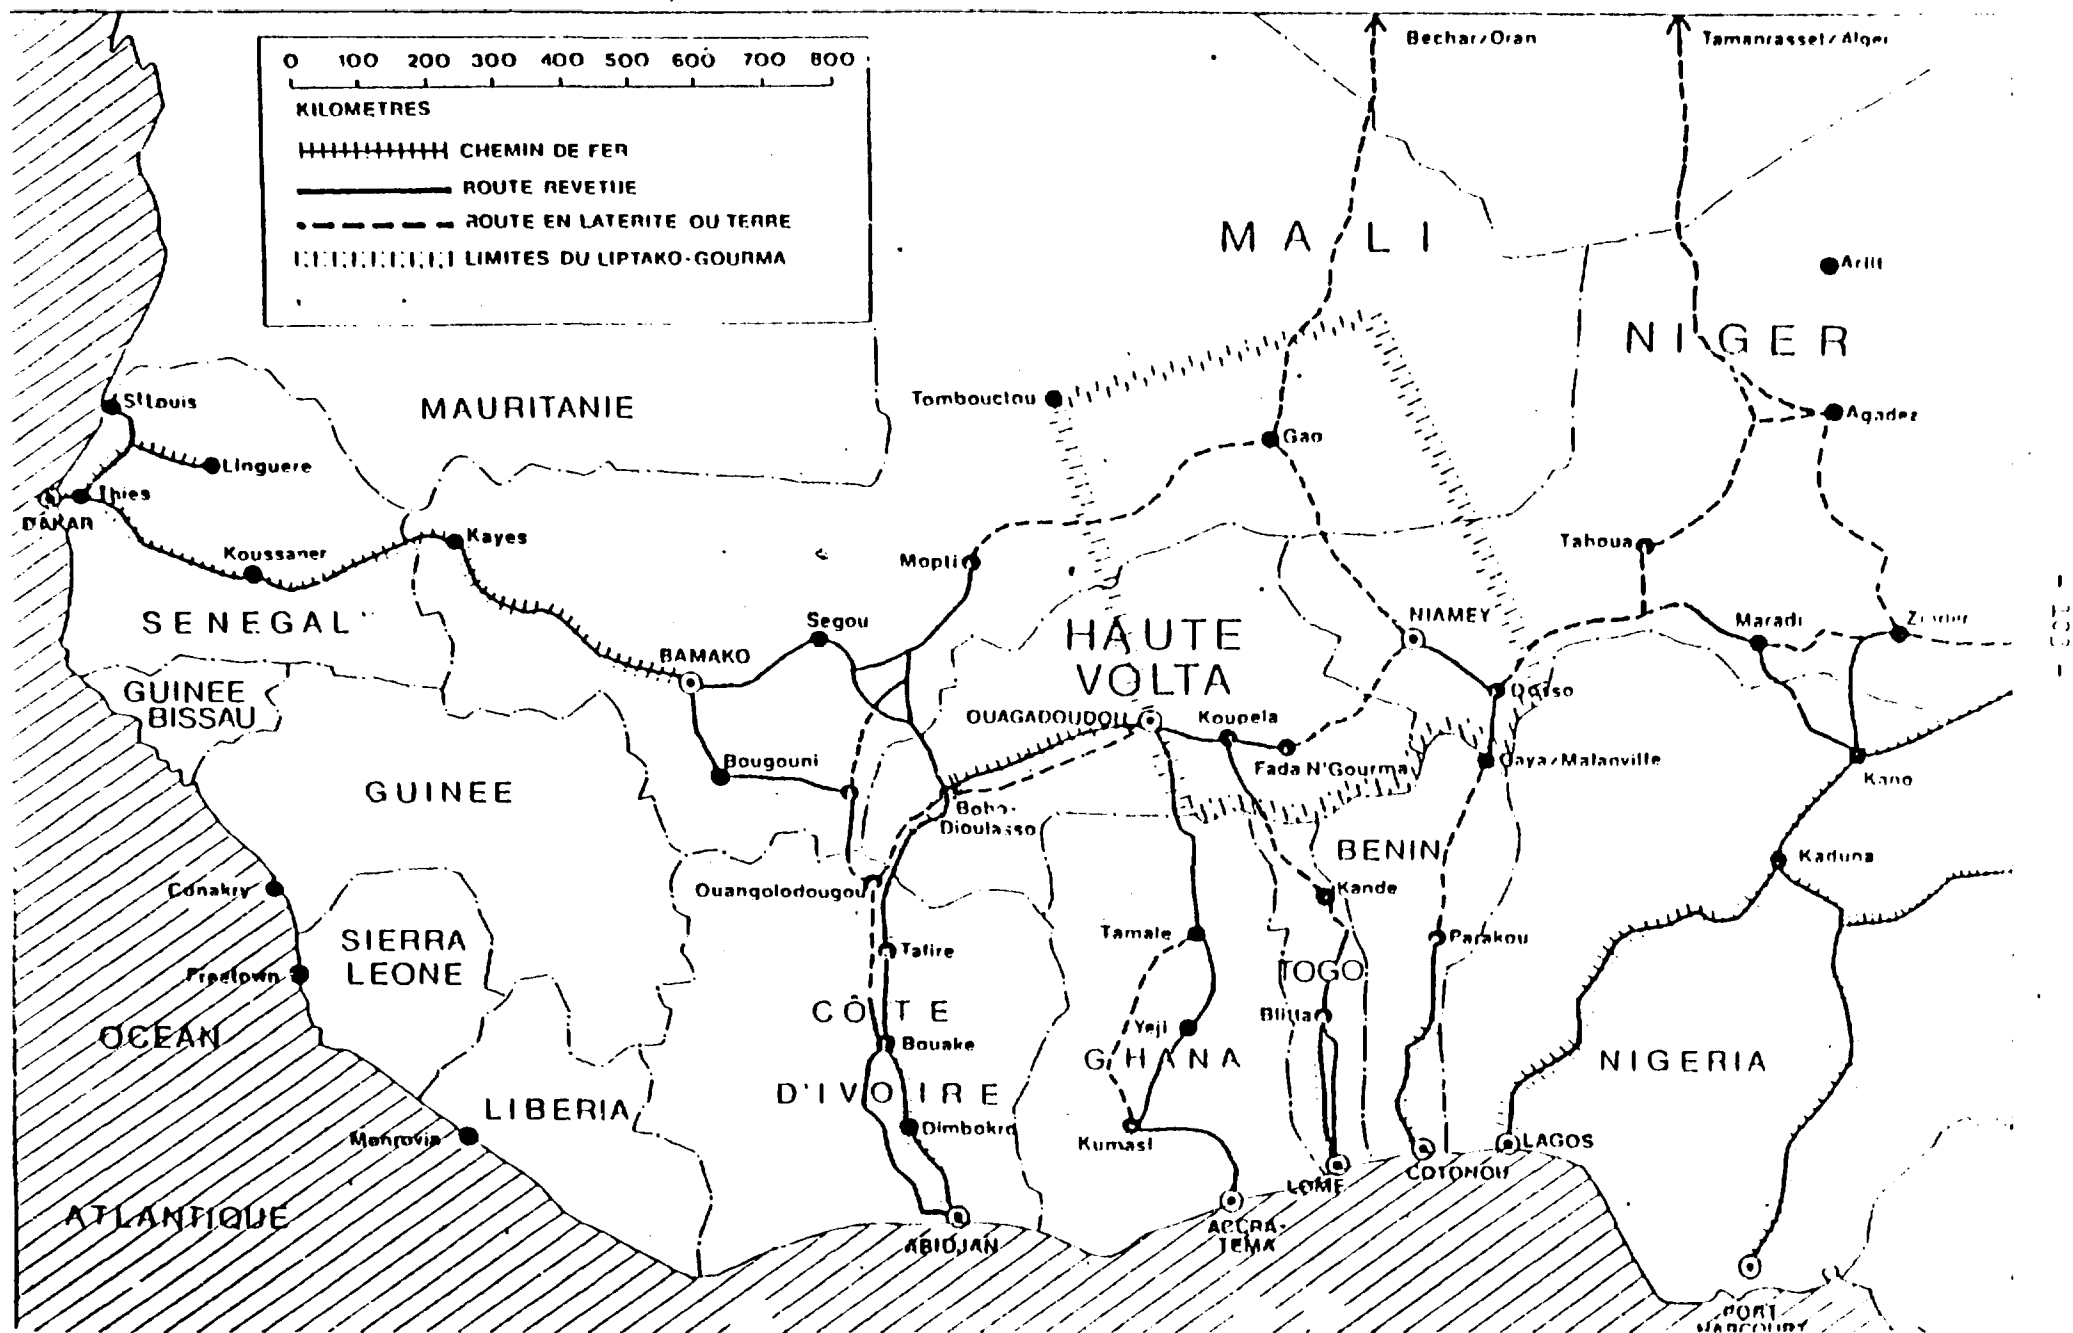 Bechar/Oran
Tamanrasset/Alger
0 100 200 300 400 500 600 700 800
KILOMETRES
CHEMIN DE FER
ROUTE REVETUE
ROUTE EN LATERITE OU TERRE
LIMITES DU LIPTAKO-GOURMA
MALI
Arlit
NIGER
St Louis
MAURITANIE
Tombouctou
Agadez
Gao
Linguere
Thies
DAKAR
Koussaner
Kayes
Mopti
Tahoua
SENEGAL
Segou
HAUTE
VOLTA
NIAMEY
Maradi
BAMAKO
GUINEE
BISSAU
Dosso
OUAGADOUDOU
Koupela
Bougouni
Fada N'Gourma
Gaya/Malanville
Kano
GUINEE
Bobo-
Dioulasso
BENIN
Kaduna
Conakry
Ouangolodougou
Kande
SIERRA
LEONE
Tafire
Tamale
Parakou
Freetown
TOGO
CÔTE
D'IVOIRE
Blitta
OCEAN
Bouake
Yeji
GHANA
NIGERIA
LIBERIA
Monrovia
Dimbokro
Kumasi
LAGOS
COTONOU
LOME
ATLANTIQUE
ABIDJAN
ACCRA-
TEMA
PORT
HARCOURT